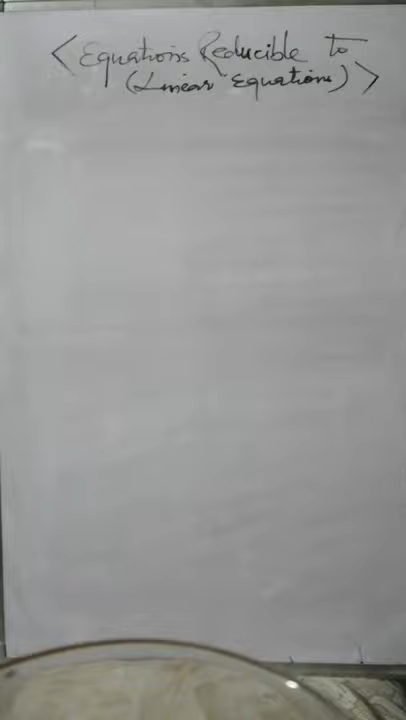 < Equations Reducible to
(Linear Equations) >